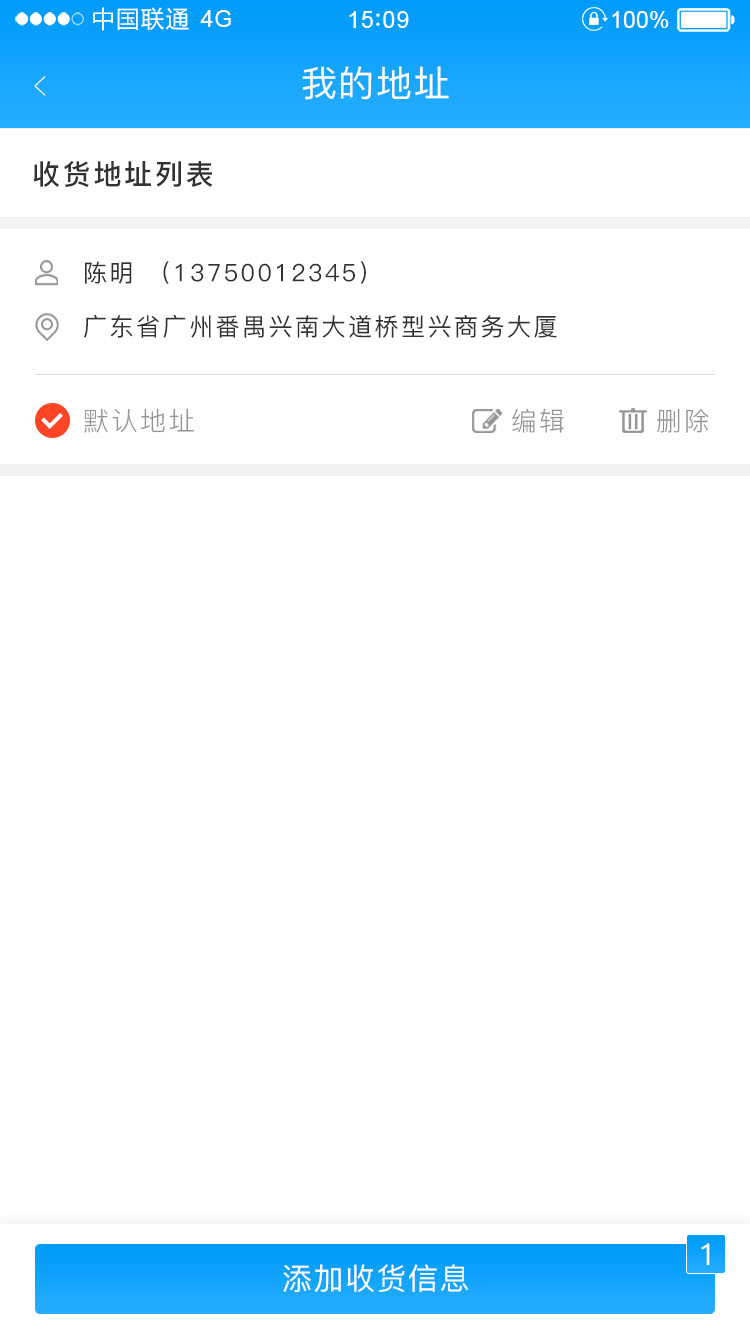 中国联通 4G 15:09 100%
我的地址
收货地址列表
陈明 (13750012345)
广东省广州番禺兴南大道桥型兴商务大厦
默认地址 编辑 删除
1
添加收货信息